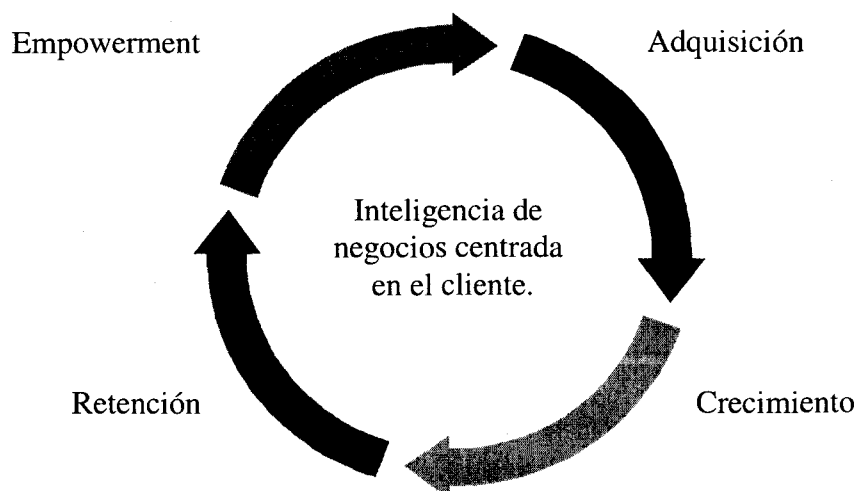 Empowerment
Adquisición
Inteligencia de
negocios centrada
en el cliente.
Retención
Crecimiento